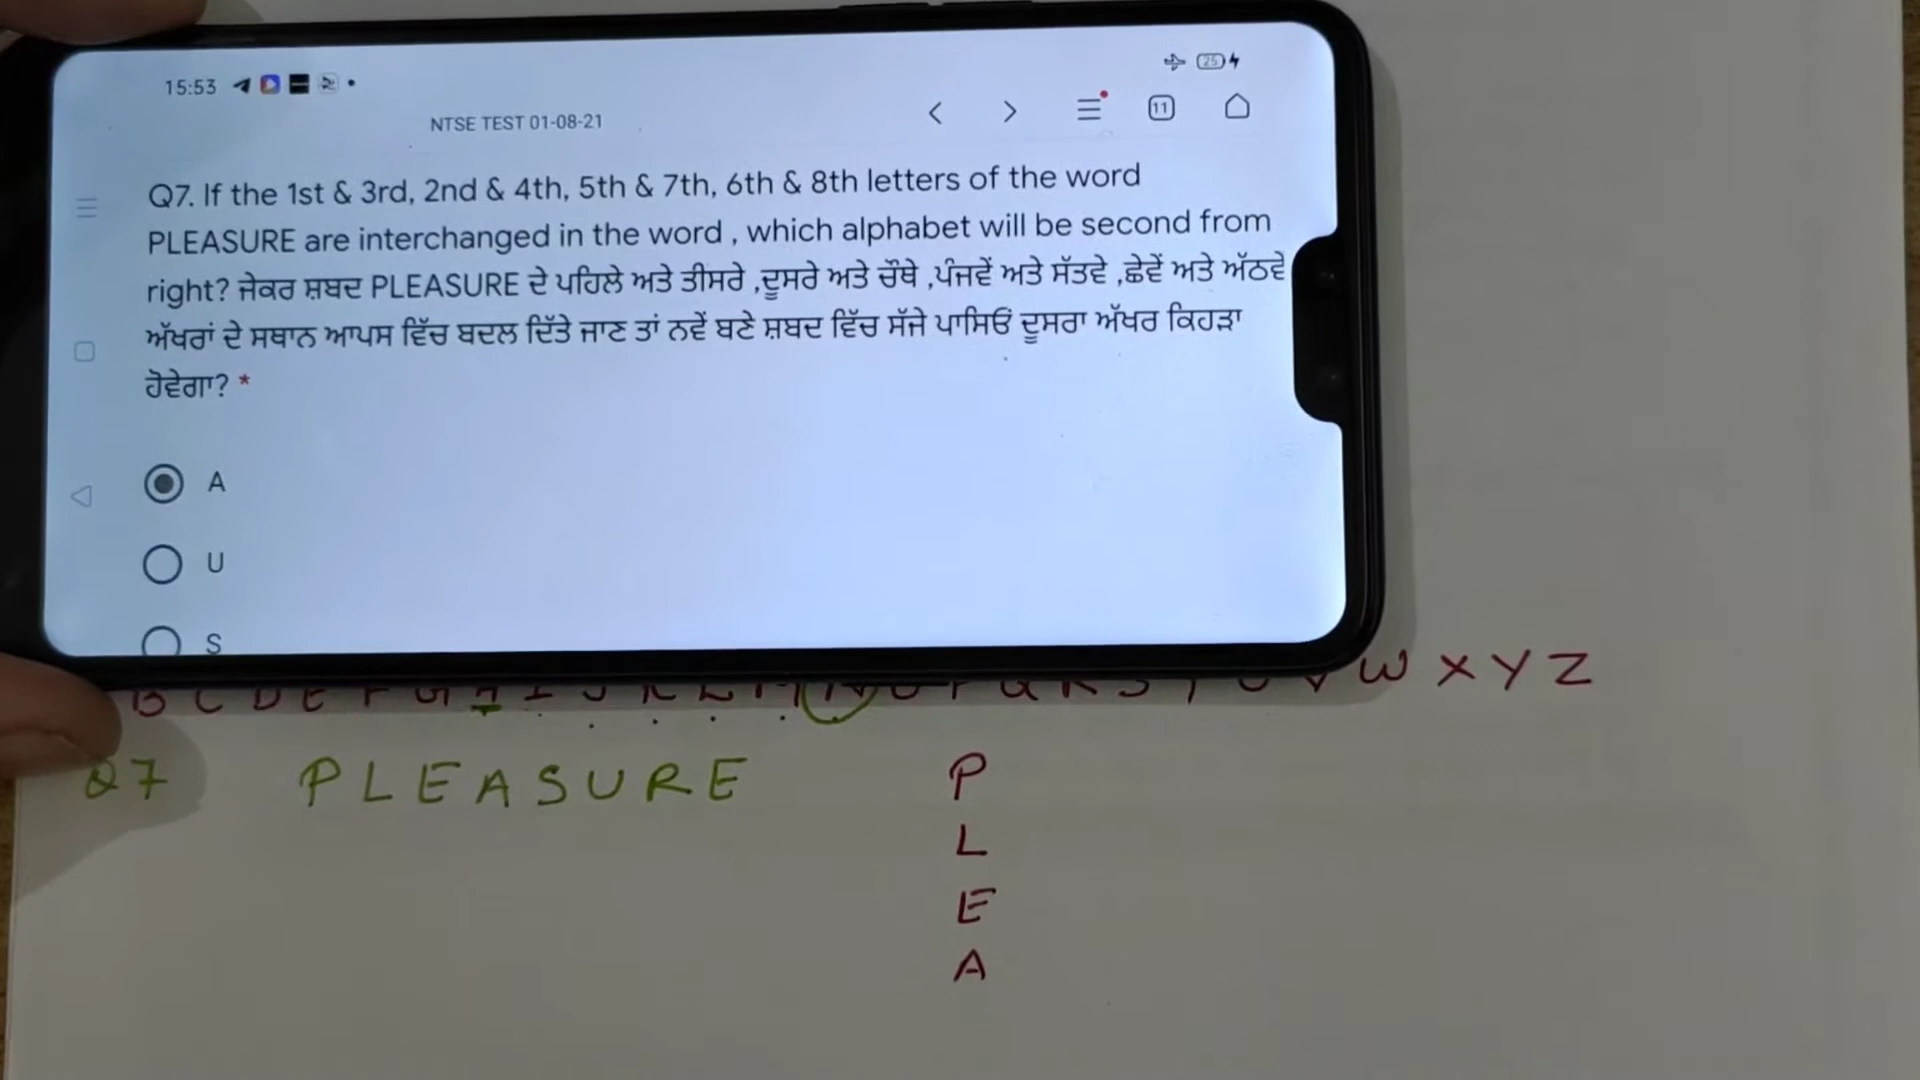 15:53
25
NTSE TEST 01-08-21
11
Q7. If the 1st & 3rd, 2nd & 4th, 5th & 7th, 6th & 8th letters of the word
PLEASURE are interchanged in the word , which alphabet will be second from
right? ਜੇਕਰ ਸ਼ਬਦ PLEASURE ਦੇ ਪਹਿਲੇ ਅਤੇ ਤੀਸਰੇ ,ਦੂਸਰੇ ਅਤੇ ਚੌਥੇ ,ਪੰਜਵੇਂ ਅਤੇ ਸੱਤਵੇ ,ਛੇਵੇਂ ਅਤੇ ਅੱਠਵੇਂ
ਅੱਖਰਾਂ ਦੇ ਸਥਾਨ ਆਪਸ ਵਿੱਚ ਬਦਲ ਦਿੱਤੇ ਜਾਣ ਤਾਂ ਨਵੇਂ ਬਣੇ ਸ਼ਬਦ ਵਿੱਚ ਸੱਜੇ ਪਾਸਿਓਂ ਦੂਸਰਾ ਅੱਖਰ ਕਿਹੜਾ
ਹੋਵੇਗਾ? *
A
U
S
B C D E F G H I J K L M N O P Q R S T U V W X Y Z
Q7 PLEASURE
P
L
E
A